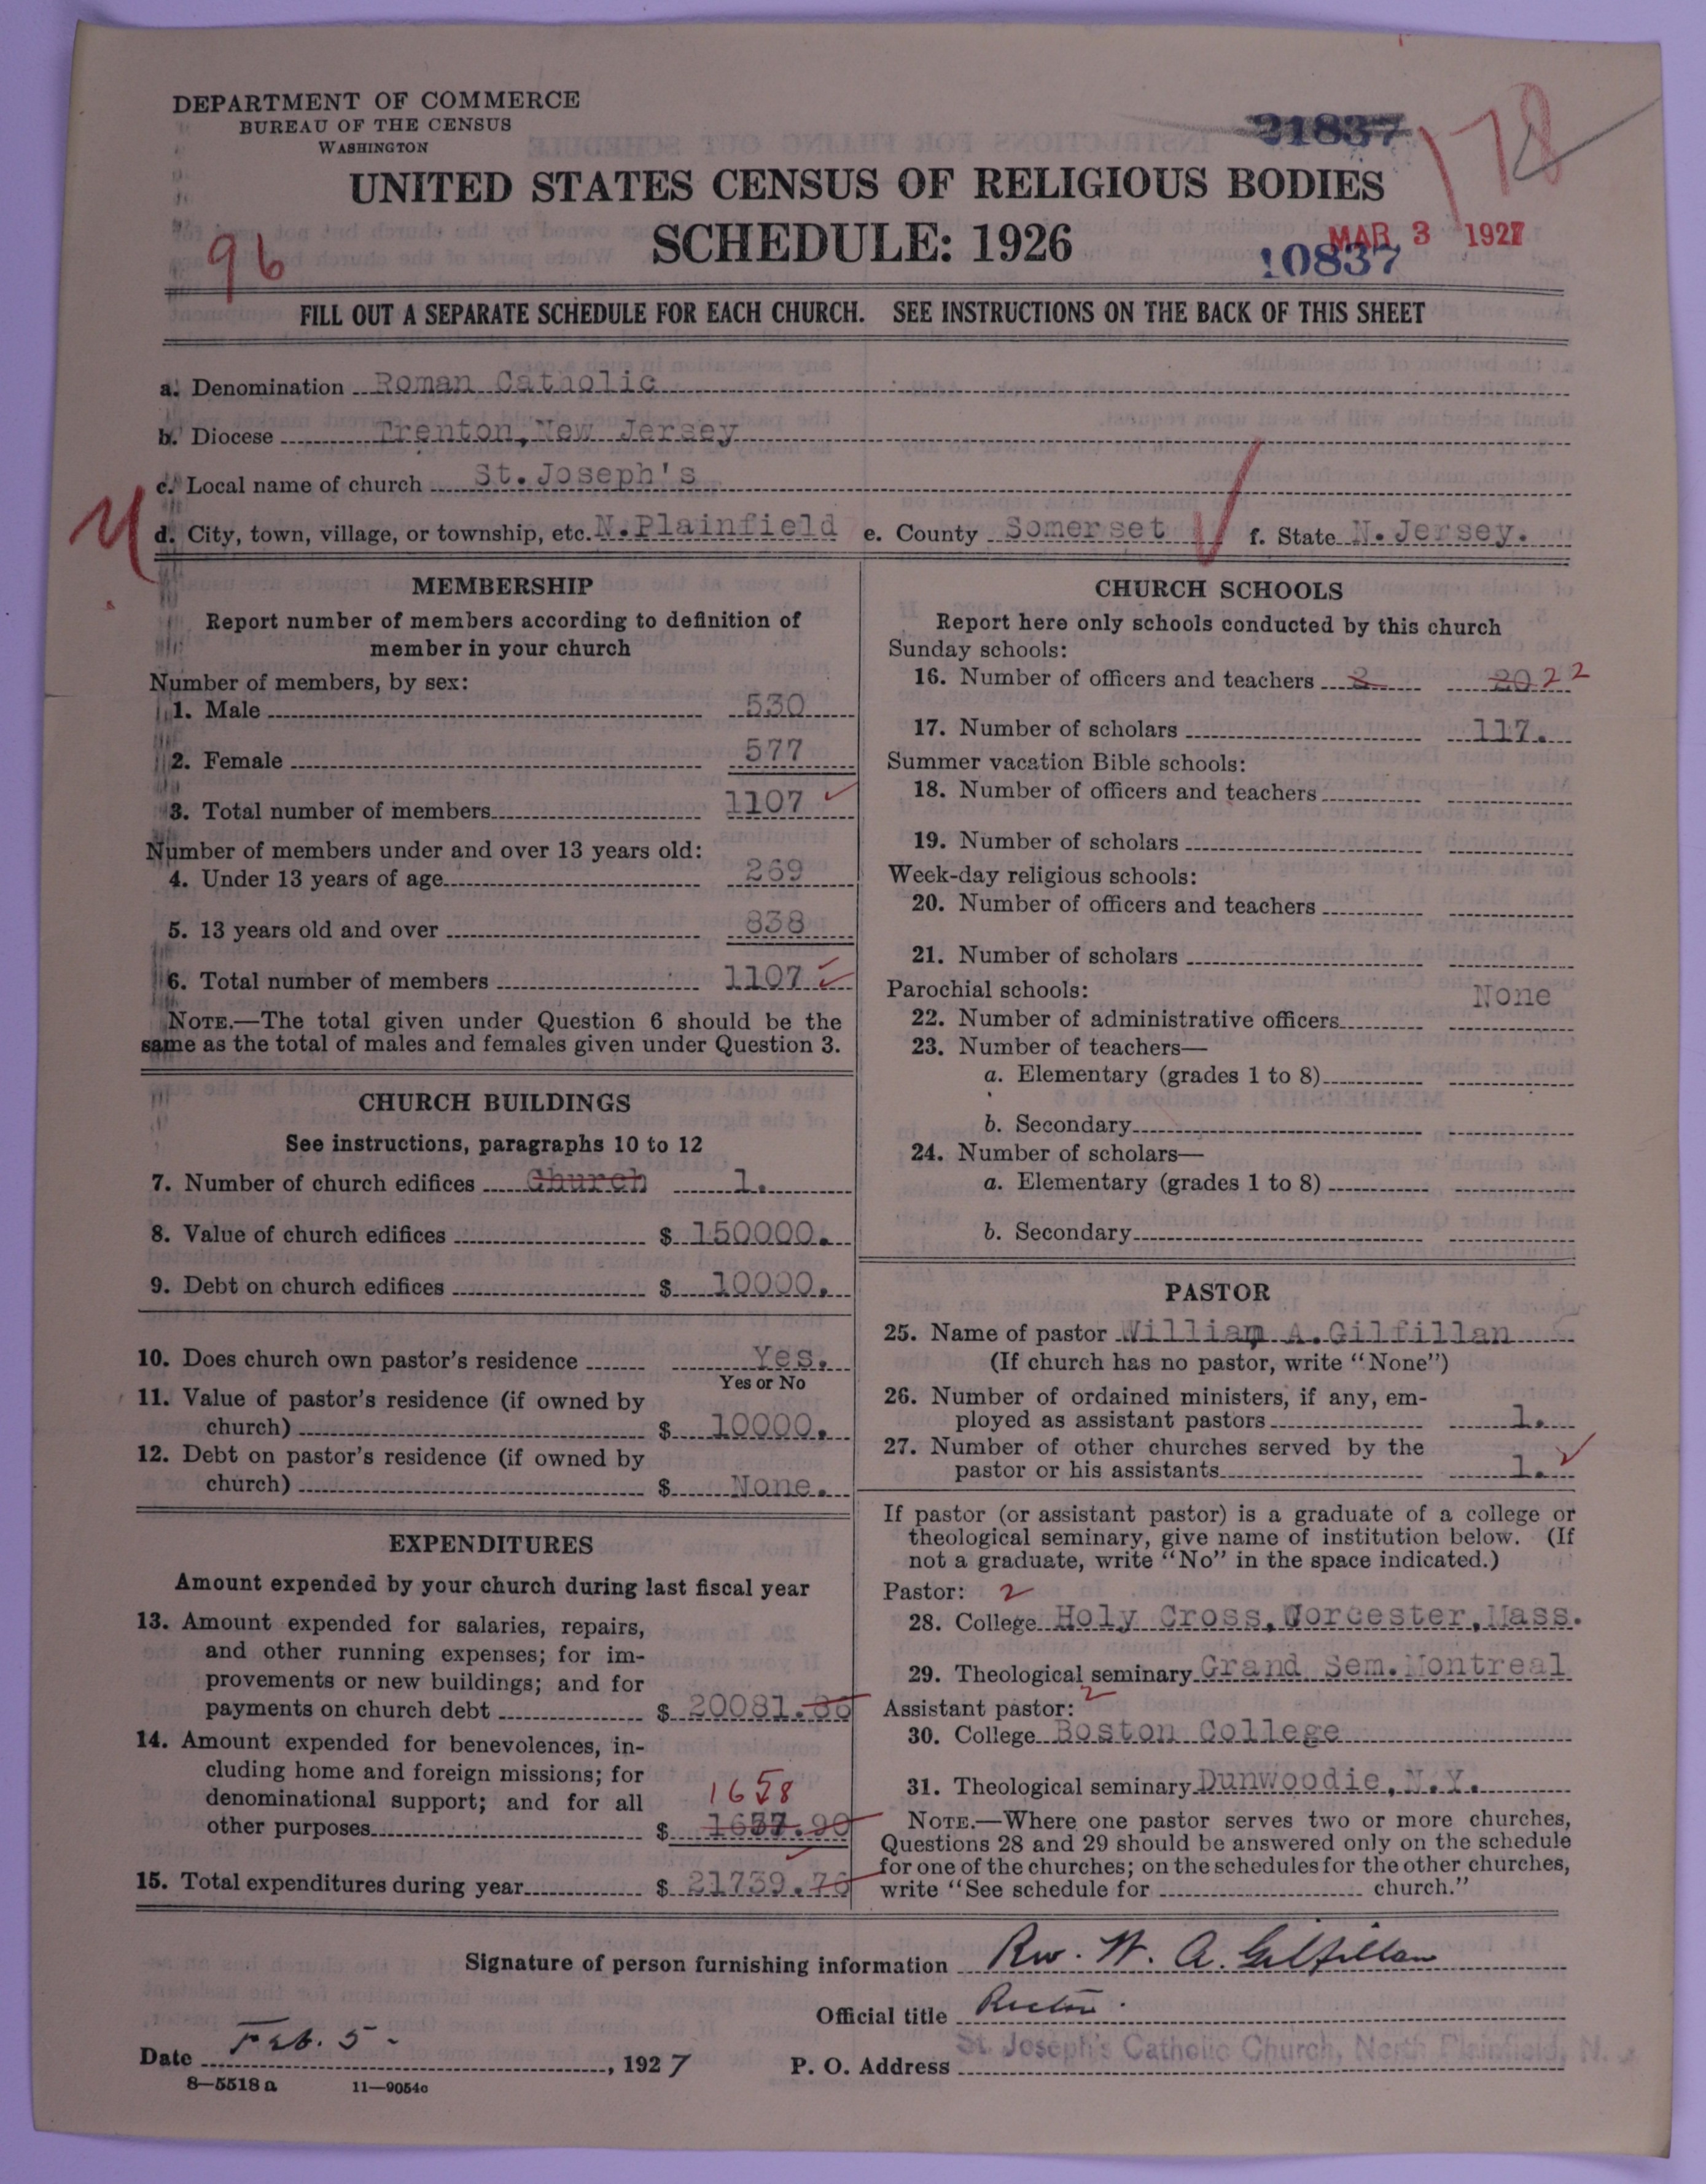 DEPARTMENT OF COMMERCE
BUREAU OF THE CENSUS
WASHINGTON
21837
178
UNITED STATES CENSUS OF RELIGIOUS BODIES
SCHEDULE: 1926
96
MAR 3 1927
10837
FILL OUT A SEPARATE SCHEDULE FOR EACH CHURCH. SEE INSTRUCTIONS ON THE BACK OF THIS SHEET
a. Denomination Roman Catholic
b. Diocese Trenton, New Jersey
c. Local name of church St. Joseph's
d. City, town, village, or township, etc. N. Plainfield e. County Somerset f. State N. Jersey.
MEMBERSHIP
Report number of members according to definition of
member in your church
Number of members, by sex:
1. Male 530
2. Female 577
3. Total number of members 1107
Number of members under and over 13 years old:
4. Under 13 years of age 269
5. 13 years old and over 838
6. Total number of members 1107
NOTE.—The total given under Question 6 should be the
same as the total of males and females given under Question 3.
CHURCH BUILDINGS
See instructions, paragraphs 10 to 12
7. Number of church edifices Church 1.
8. Value of church edifices $ 150000.
9. Debt on church edifices $ 10000.
10. Does church own pastor's residence Yes.
Yes or No
11. Value of pastor's residence (if owned by
church) $ 10000.
12. Debt on pastor's residence (if owned by
church) $ None.
EXPENDITURES
Amount expended by your church during last fiscal year
13. Amount expended for salaries, repairs,
and other running expenses; for im-
provements or new buildings; and for
payments on church debt $ 20081.
14. Amount expended for benevolences, in-
cluding home and foreign missions; for
denominational support; and for all
1658
other purposes $ 1657.90
15. Total expenditures during year $ 21739.76
CHURCH SCHOOLS
Report here only schools conducted by this church
Sunday schools:
16. Number of officers and teachers 2 20 22
17. Number of scholars 117.
Summer vacation Bible schools:
18. Number of officers and teachers
19. Number of scholars
Week-day religious schools:
20. Number of officers and teachers
21. Number of scholars
Parochial schools:
None
22. Number of administrative officers
23. Number of teachers—
a. Elementary (grades 1 to 8)
b. Secondary
24. Number of scholars—
a. Elementary (grades 1 to 8)
b. Secondary
PASTOR
25. Name of pastor William A. Gilfillan
(If church has no pastor, write "None")
26. Number of ordained ministers, if any, em-
ployed as assistant pastors 1.
27. Number of other churches served by the
pastor or his assistants 1.
If pastor (or assistant pastor) is a graduate of a college or
theological seminary, give name of institution below. (If
not a graduate, write "No" in the space indicated.)
Pastor: 2
28. College Holy Cross, Worcester, Mass.
29. Theological seminary Grand Sem. Montreal
Assistant pastor: 2
30. College Boston College
31. Theological seminary Dunwoodie, N.Y.
NOTE.—Where one pastor serves two or more churches,
Questions 28 and 29 should be answered only on the schedule
for one of the churches; on the schedules for the other churches,
write "See schedule for church."
Signature of person furnishing information Rev. W. A. Gilfillan
Official title Rector.
Date Feb. 5 -, 1927 P. O. Address St. Joseph's Catholic Church, North Plainfield, N.
8—5518 a 11—9054c